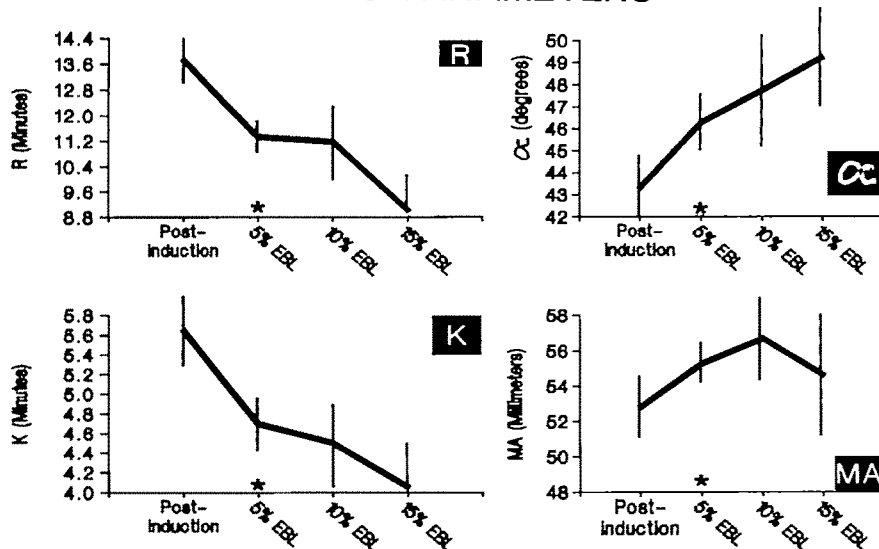 R
R (Minutes)
14.4
13.6
12.8
12.0
11.2
10.4
9.6
8.8
*
Post-
induction
5% EBL
10% EBL
15% EBL
α
α (degrees)
50
49
48
47
46
45
44
43
42
*
Post-
induction
5% EBL
10% EBL
15% EBL
K
K (Minutes)
5.8
5.6
5.4
5.2
5.0
4.8
4.6
4.4
4.2
4.0
*
Post-
induction
5% EBL
10% EBL
15% EBL
MA
MA (Millimeters)
58
56
54
52
50
48
*
Post-
induction
5% EBL
10% EBL
15% EBL